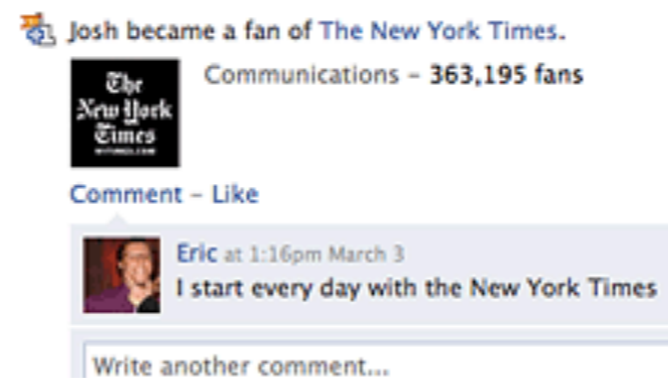 Josh became a fan of The New York Times.
The
New York
Times
Communications – 363,195 fans
Comment – Like
Eric at 1:16pm March 3
I start every day with the New York Times
Write another comment...